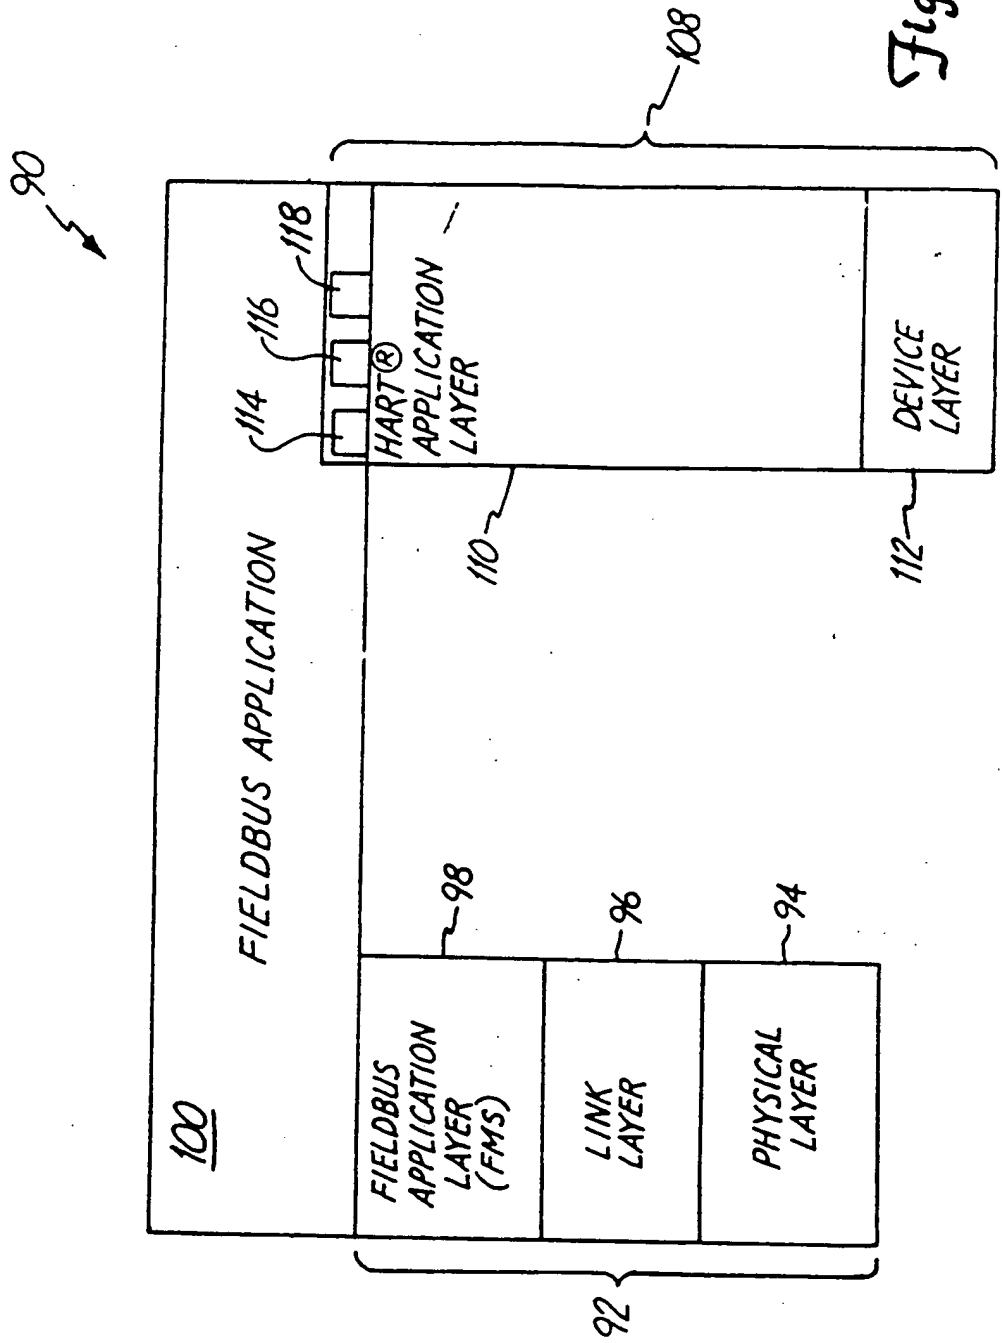 90
100
FIELDBUS APPLICATION
114
116
118
108
HART®
APPLICATION
LAYER
110
DEVICE
LAYER
112
FIELDBUS
APPLICATION
LAYER
(FMS)
98
LINK
LAYER
96
PHYSICAL
LAYER
94
92